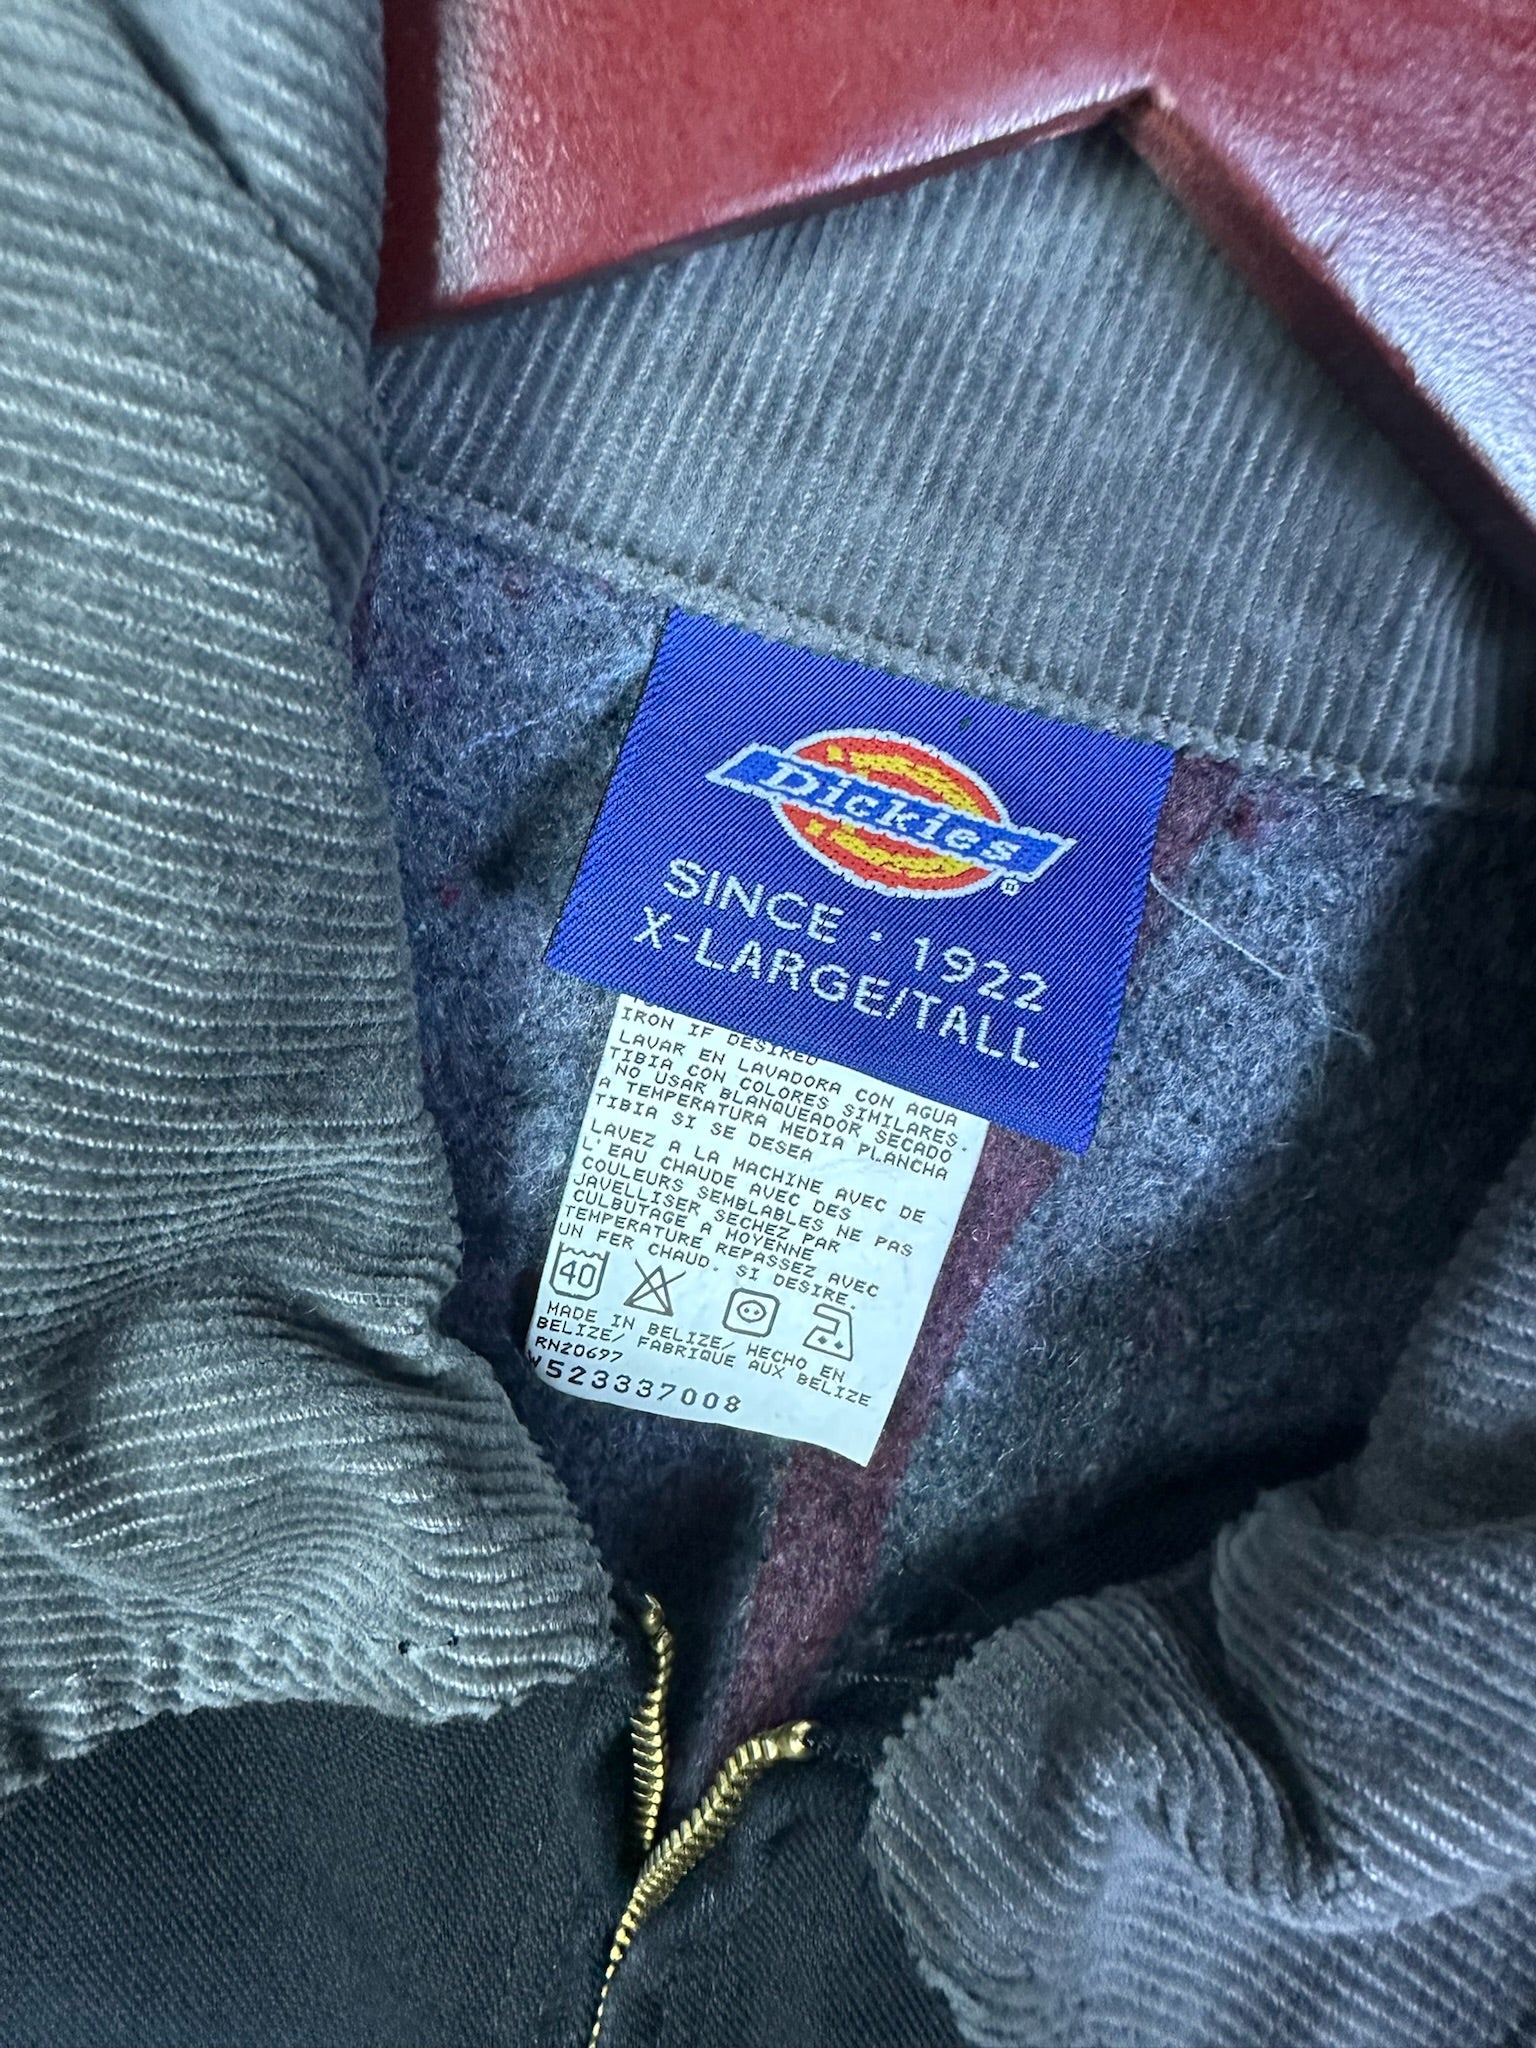 Dickies
®
SINCE · 1922
X-LARGE/TALL
IRON IF DESIRED
LAVAR EN LAVADORA CON AGUA
TIBIA CON COLORES SIMILARES.
NO USAR BLANQUEADOR SECADO
A TEMPERATURA MEDIA PLANCHA
TIBIA SI SE DESEA
LAVEZ A LA MACHINE AVEC DE
L'EAU CHAUDE AVEC DES
COULEURS SEMBLABLES NE PAS
JAVELLISER SECHEZ PAR
CULBUTAGE A MOYENNE
TEMPERATURE REPASSEZ AVEC
UN FER CHAUD. SI DESIRE.
40
MADE IN BELIZE/ HECHO EN
BELIZE/ FABRIQUE AUX BELIZE
RN20697
W523337008